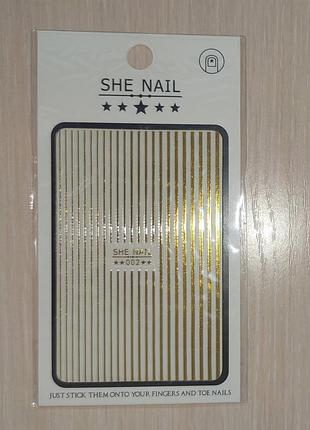 SHE NAIL
★★★★★
SHE NAIL
★★002★★
JUST STICK THEM ONTO YOUR FINGERS AND TOE NAILS